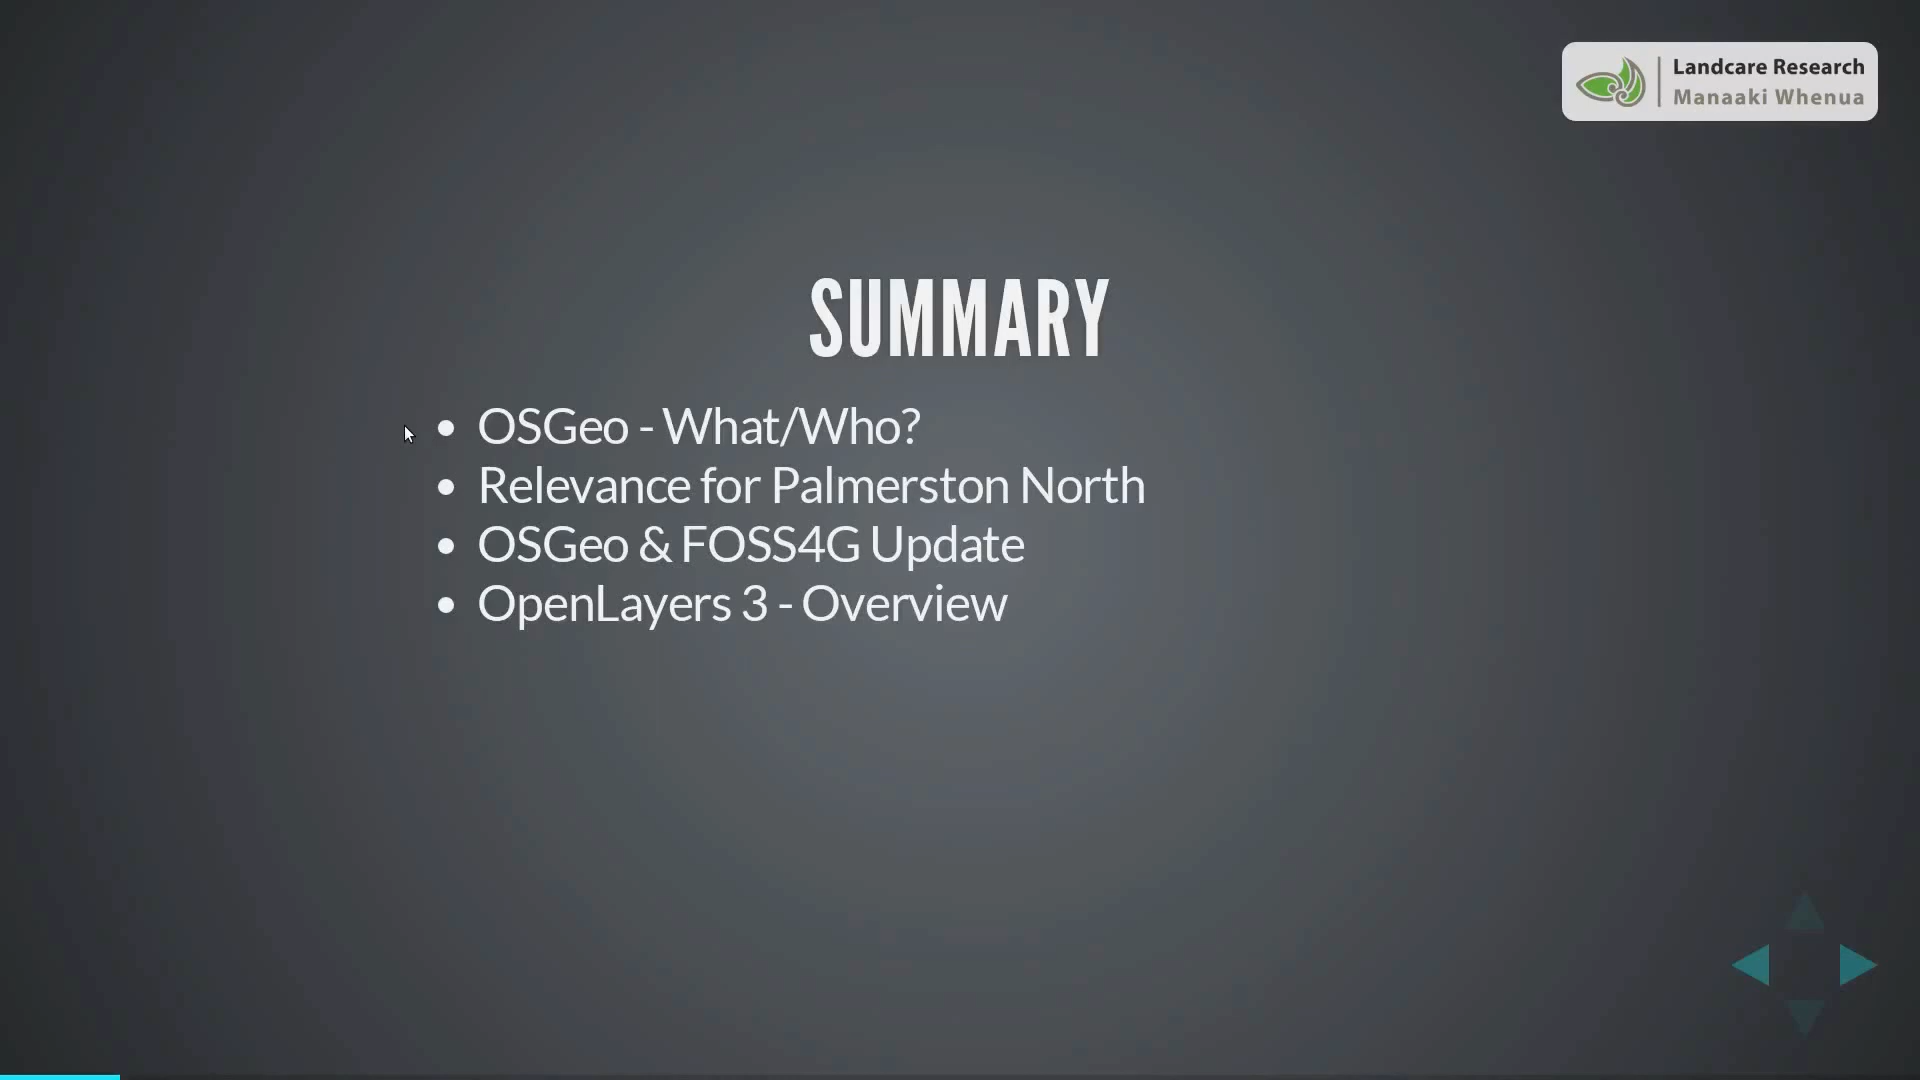 Landcare Research
Manaaki Whenua
SUMMARY
OSGeo - What/Who?
Relevance for Palmerston North
OSGeo & FOSS4G Update
OpenLayers 3 - Overview